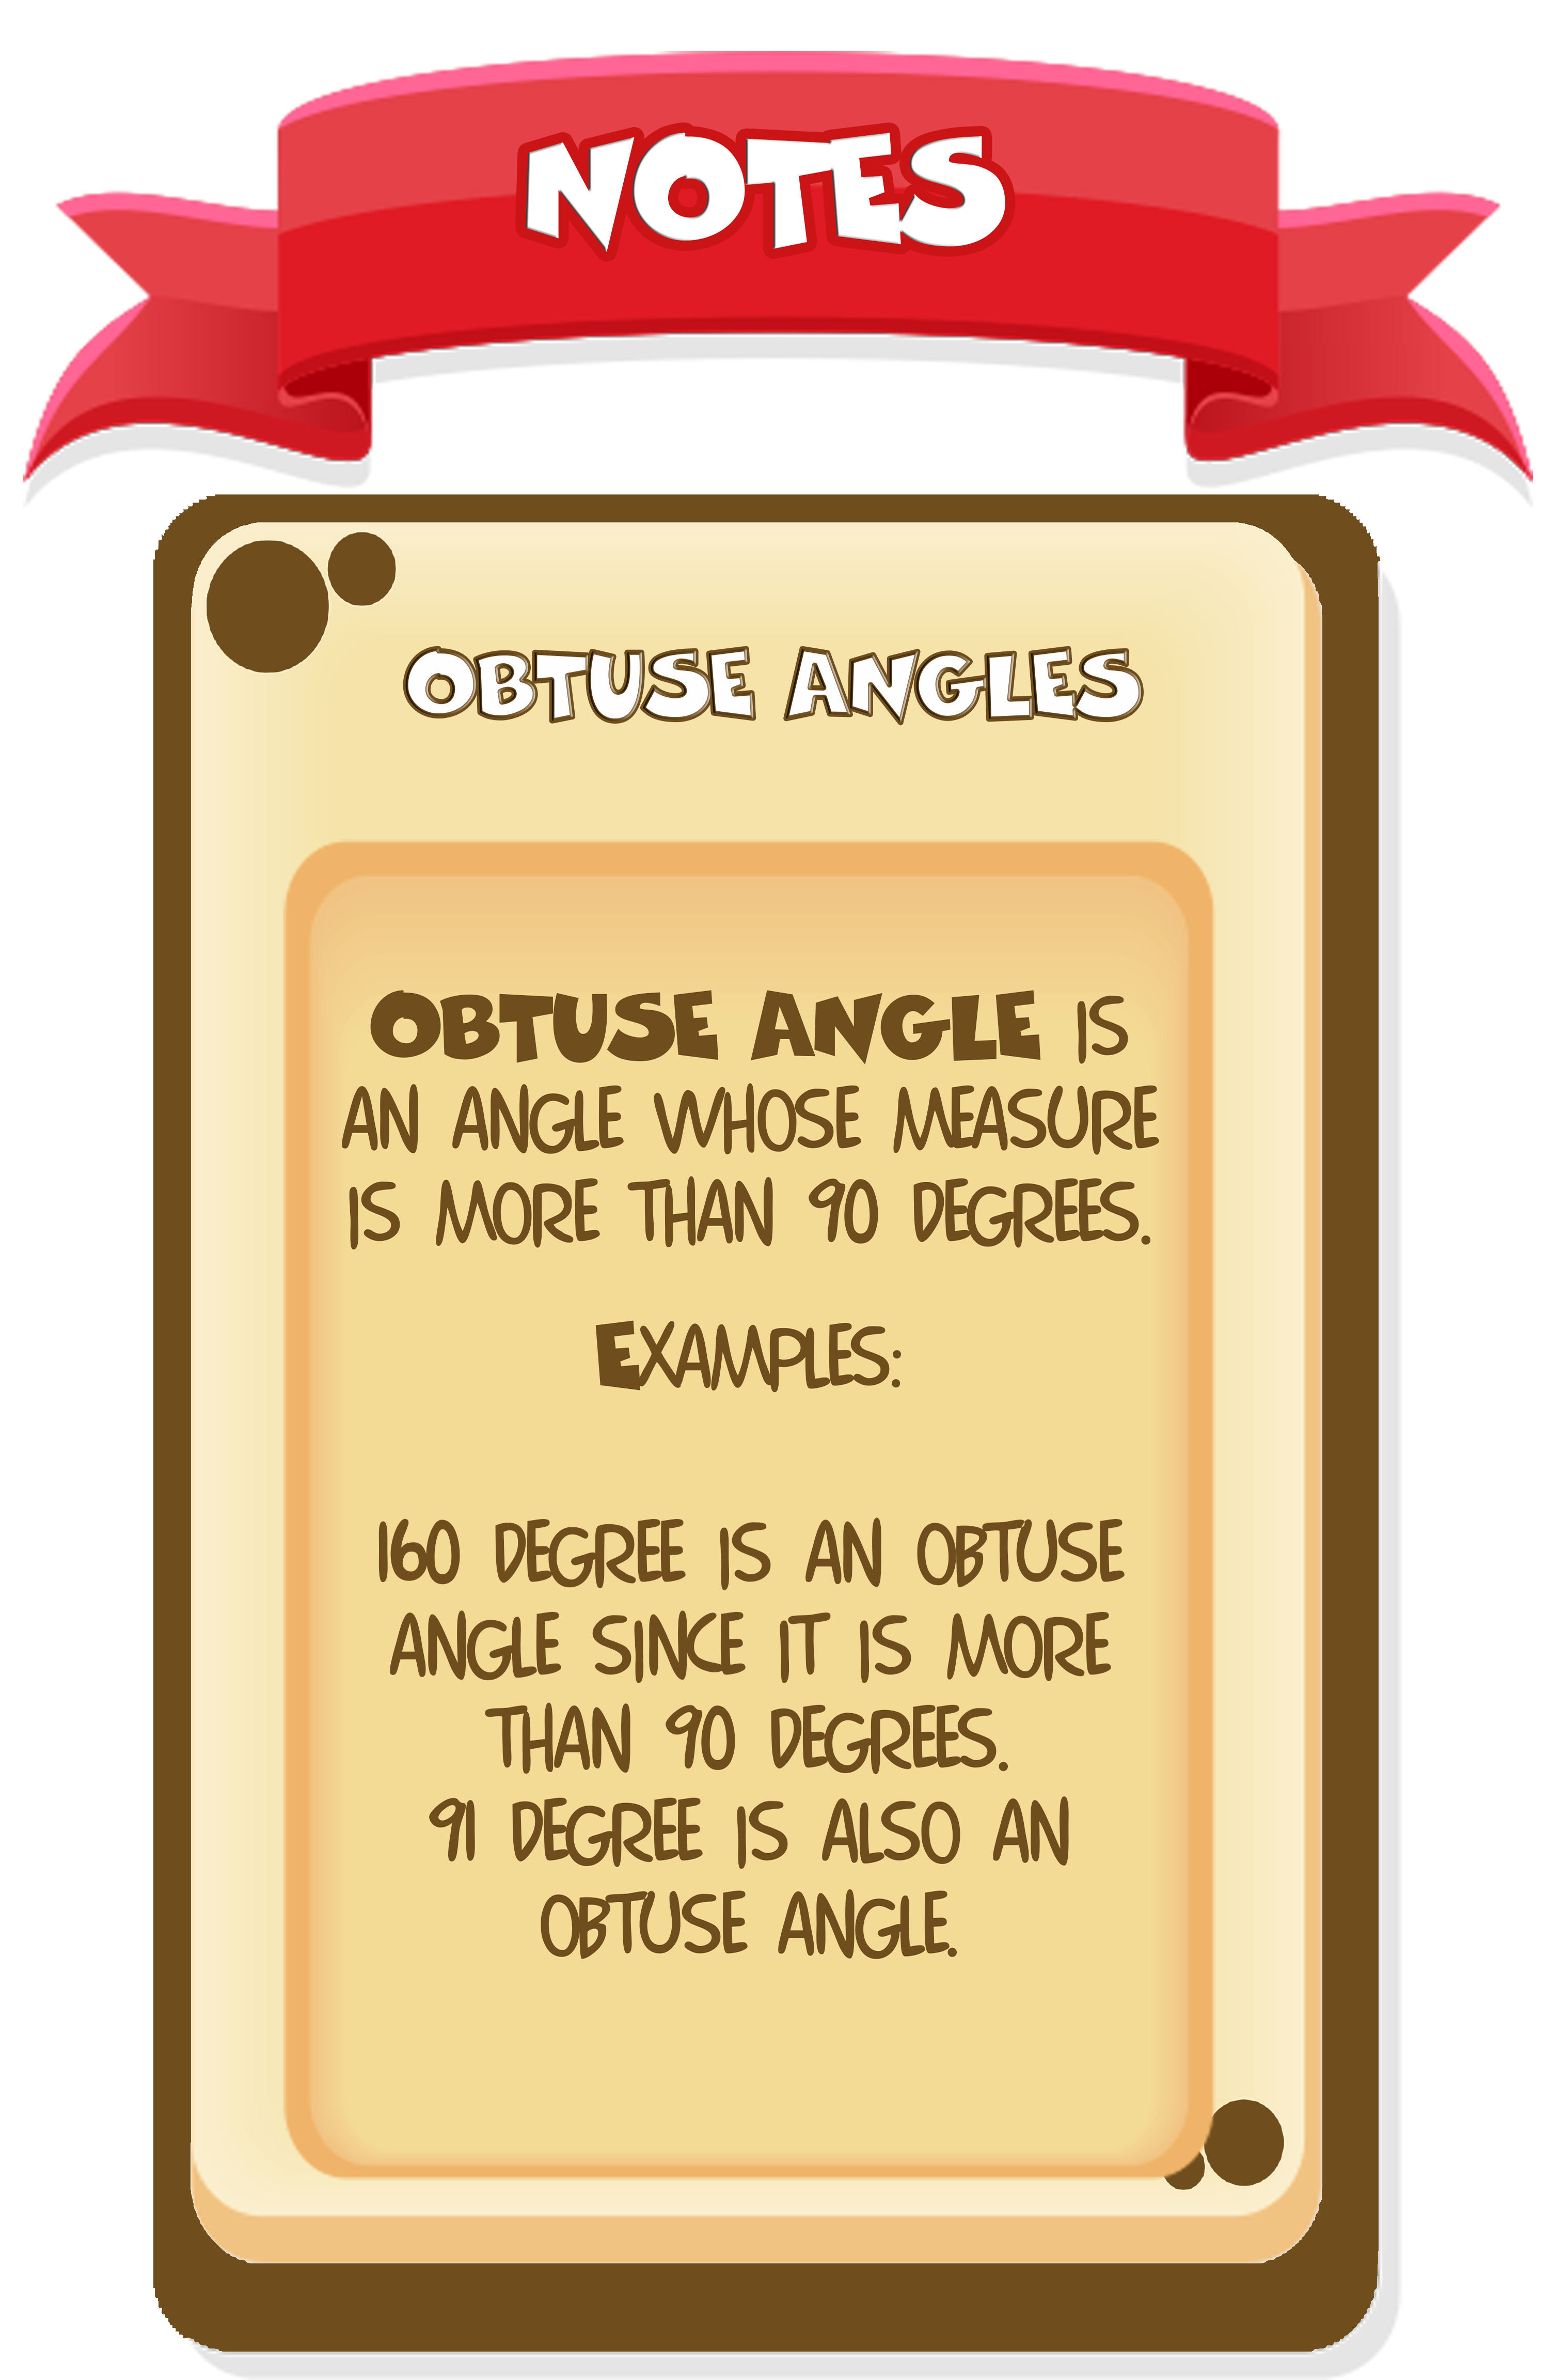 NOTES
OBTUSE ANGLES
OBTUSE ANGLE IS
AN ANGLE WHOSE MEASURE
IS MORE THAN 90 DEGREES.
EXAMPLES:
160 DEGREE IS AN OBTUSE
ANGLE SINCE IT IS MORE
THAN 90 DEGREES.
91 DEGREE IS ALSO AN
OBTUSE ANGLE.